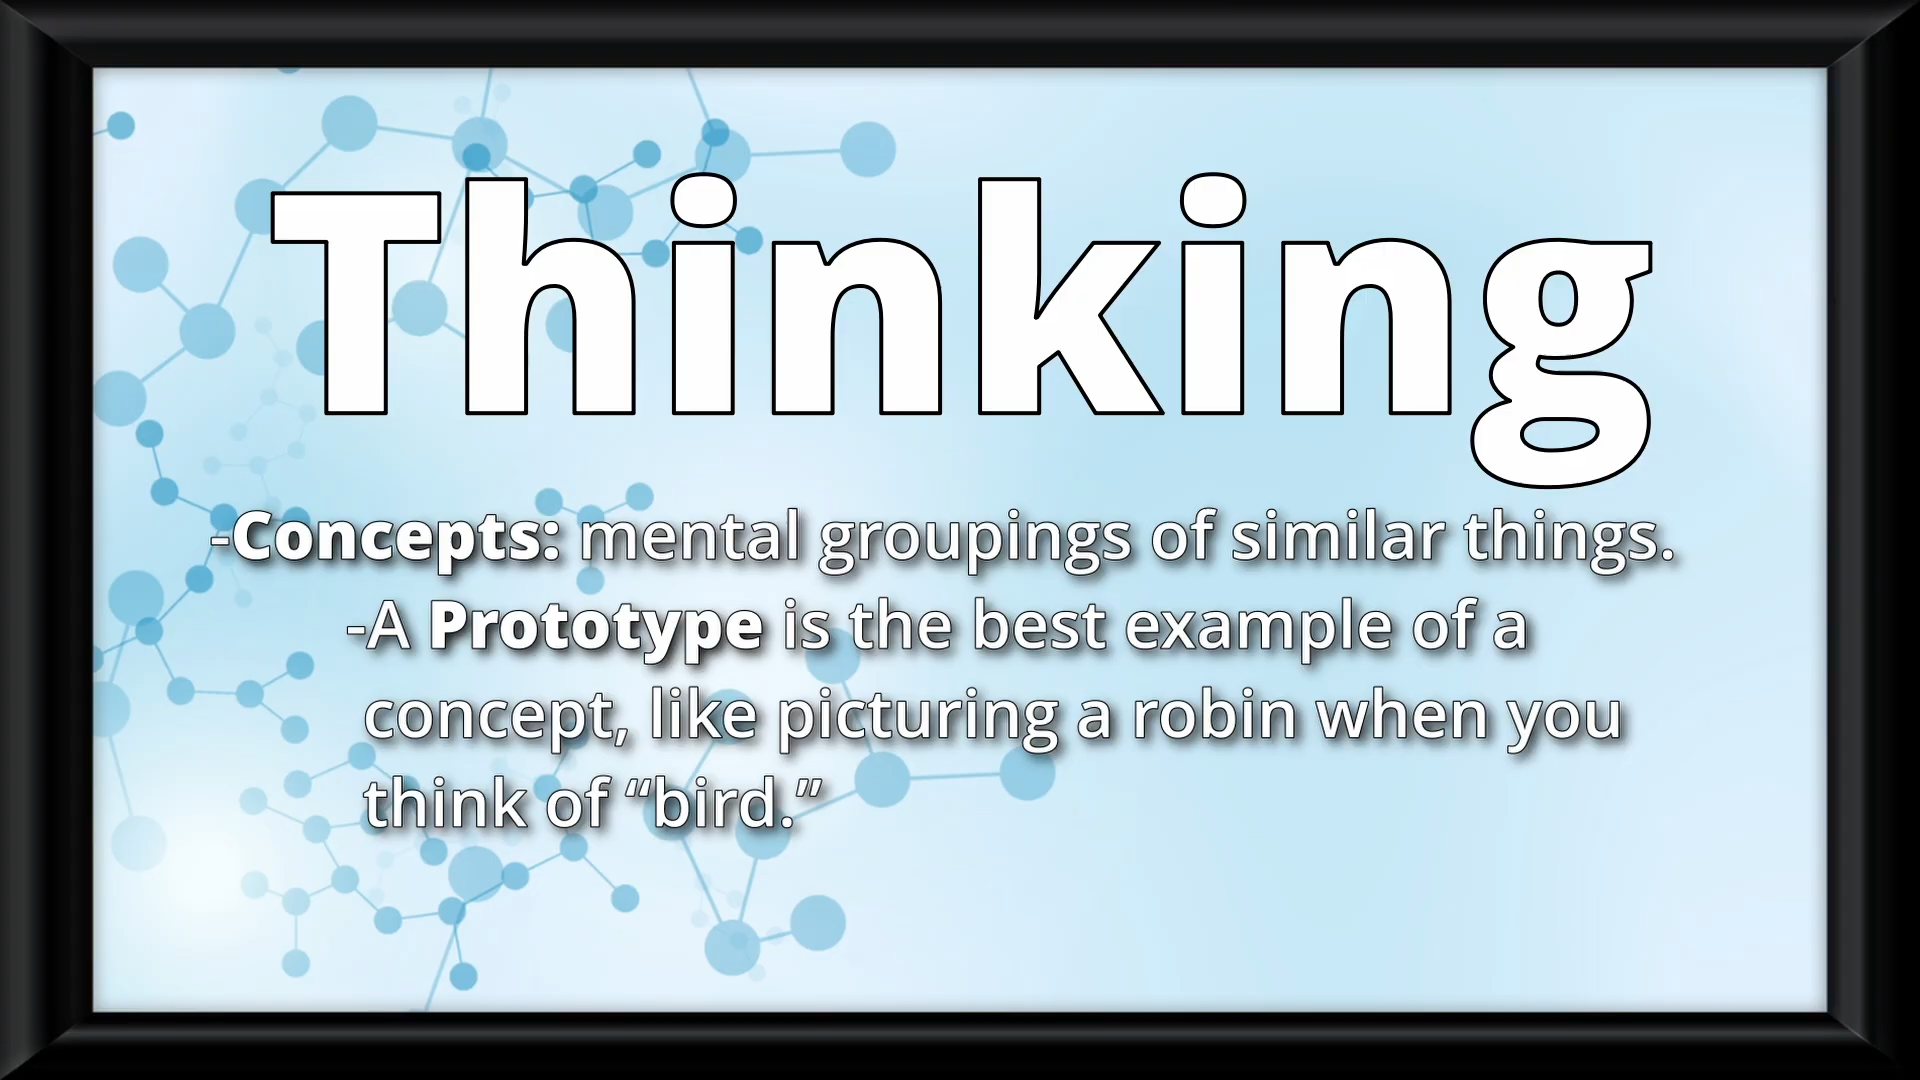 Thinking
-Concepts: mental groupings of similar things.
-A Prototype is the best example of a
concept, like picturing a robin when you
think of “bird.”